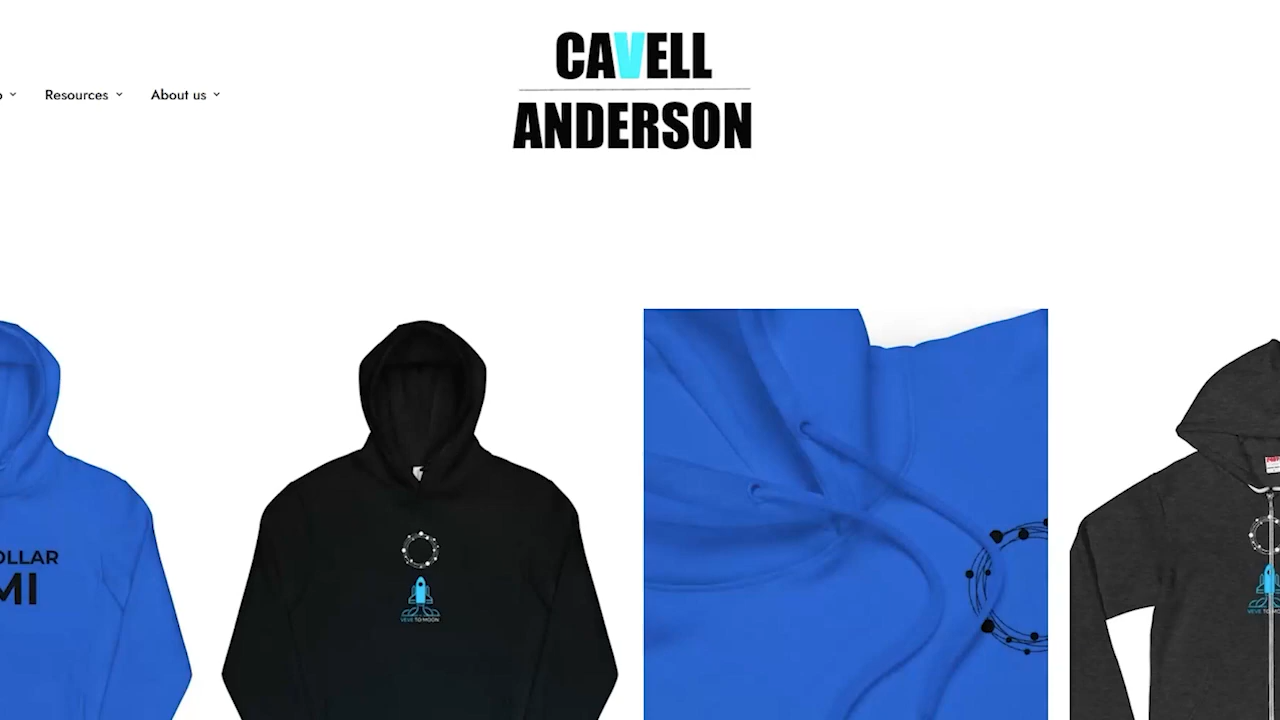 CAVELL
ANDERSON
Resources
About us
OLLAR
MI
VEVE TO MOON